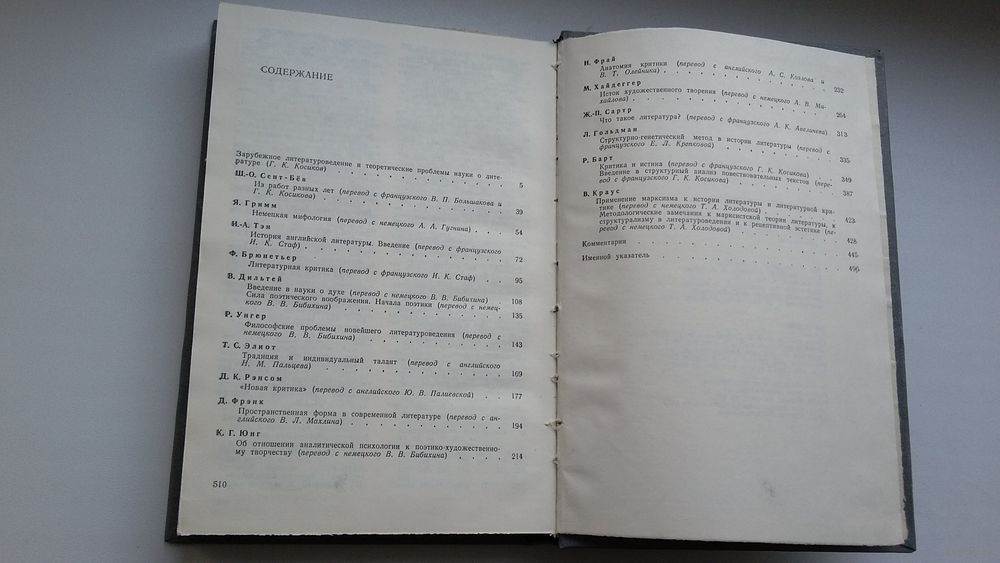 СОДЕРЖАНИЕ
Зарубежное литературоведение и теоретические проблемы науки о лите-
ратуре (Г. К. Косиков) . . . . . . . . . 5
Ш.-О. Сент-Бёв
Из работ разных лет (перевод с французского В. П. Большакова и
Г. К. Косикова) . . . . . . . . . 39
Я. Гримм
Немецкая мифология (перевод с немецкого А. А. Гугнина) . . . 54
И.-А. Тэн
История английской литературы. Введение (перевод с французского
И. К. Стаф) . . . . . . . . . 72
Ф. Брюнетьер
Литературная критика (перевод с французского И. К. Стаф) . . 95
В. Дильтей
Введение в науки о духе (перевод с немецкого В. В. Бибихина) . 108
Сила поэтического воображения. Начала поэтики (перевод с немец-
кого В. В. Бибихина) . . . . . . . . . 135
Р. Унгер
Философские проблемы новейшего литературоведения (перевод с
немецкого В. В. Бибихина) . . . . . . . . . 143
Т. С. Элиот
Традиция и индивидуальный талант (перевод с английского
Н. М. Пальцева) . . . . . . . . . 169
Д. К. Рэнсом
«Новая критика» (перевод с английского Ю. В. Палиевской) . . 177
Д. Фрэнк
Пространственная форма в современной литературе (перевод с ан-
глийского В. Л. Махлина) . . . . . . . . . 194
К. Г. Юнг
Об отношении аналитической психологии к поэтико-художественно-
му творчеству (перевод с немецкого В. В. Бибихина) . . . . 214
510
Н. Фрай
Анатомия критики (перевод с английского А. С. Козлова и
В. Т. Олейника) . . . . . . . . . 232
М. Хайдеггер
Исток художественного творения (перевод с немецкого А. В. Ми-
хайлова) . . . . . . . . . 264
Ж.-П. Сартр
Что такое литература? (перевод с французского А. К. Авеличева) 313
Л. Гольдман
Структурно-генетический метод в истории литературы (перевод с
французского Е. Л. Крепковой) . . . . . . . . . 335
Р. Барт
Критика и истина (перевод с французского Г. К. Косикова) . . 349
Введение в структурный анализ повествовательных текстов (пере-
вод с французского Г. К. Косикова) . . . . . . . . . 387
В. Краус
Применение марксизма к истории литературы и литературной кри-
тике (перевод с немецкого Т. А. Холодовой) . . . . . . 423
Методологические замечания к марксистской теории литературы, к
структурализму в литературоведении и к рецептивной эстетике (пе-
ревод с немецкого Т. А. Холодовой) . . . . . . . . . 428
Комментарии . . . . . . . . . 445
Именной указатель . . . . . . . . . 496